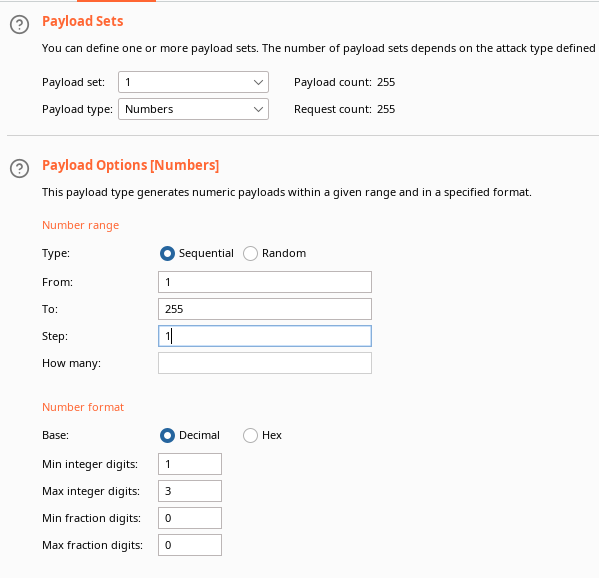 Payload Sets
You can define one or more payload sets. The number of payload sets depends on the attack type defined
Payload set: 1 Payload count: 255
Payload type: Numbers Request count: 255
Payload Options [Numbers]
This payload type generates numeric payloads within a given range and in a specified format.
Number range
Type: Sequential Random
From: 1
To: 255
Step: 1
How many:
Number format
Base: Decimal Hex
Min integer digits: 1
Max integer digits: 3
Min fraction digits: 0
Max fraction digits: 0